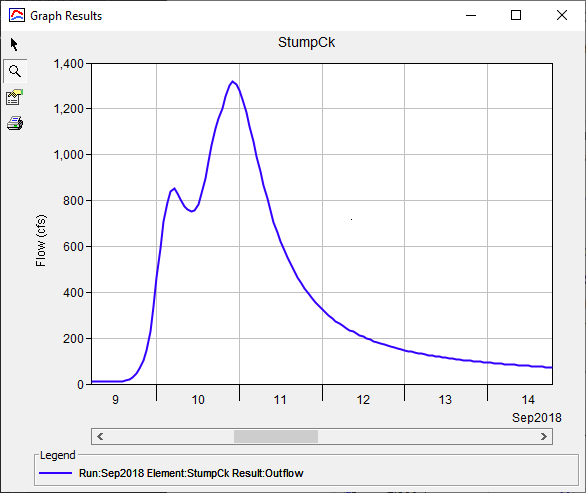 Graph Results
StumpCk
1,400
1,200
1,000
800
600
400
200
0
Flow (cfs)
9 10 11 12 13 14
Sep2018
Legend
Run:Sep2018 Element:StumpCk Result:Outflow